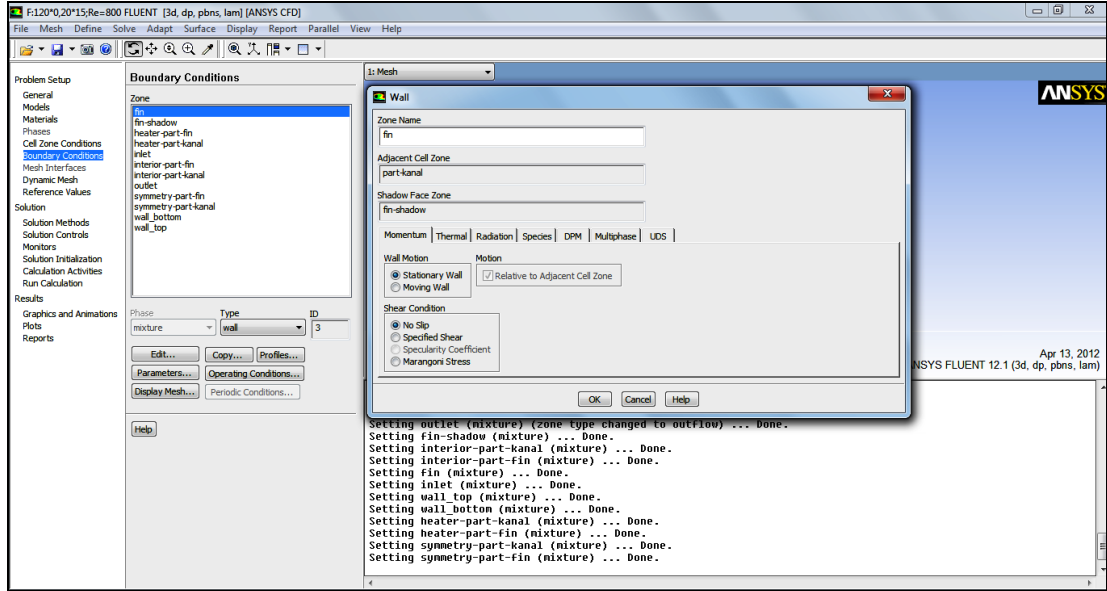 F:120*0,20*15;Re=800 FLUENT [3d, dp, pbns, lam] [ANSYS CFD]
File Mesh Define Solve Adapt Surface Display Report Parallel View Help
Problem Setup
General
Models
Materials
Phases
Cell Zone Conditions
Boundary Conditions
Mesh Interfaces
Dynamic Mesh
Reference Values
Solution
Solution Methods
Solution Controls
Monitors
Solution Initialization
Calculation Activities
Run Calculation
Results
Graphics and Animations
Plots
Reports
Boundary Conditions
Zone
fin
fin-shadow
heater-part-fin
heater-part-kanal
inlet
interior-part-fin
interior-part-kanal
outlet
symmetry-part-fin
symmetry-part-kanal
wall_bottom
wall_top
Phase Type ID
mixture wall 3
Edit... Copy... Profiles...
Parameters... Operating Conditions...
Display Mesh... Periodic Conditions...
Help
1: Mesh
ANSYS
Wall
Zone Name
fin
Adjacent Cell Zone
part-kanal
Shadow Face Zone
fin-shadow
Momentum Thermal Radiation Species DPM Multiphase UDS
Wall Motion Motion
Stationary Wall Relative to Adjacent Cell Zone
Moving Wall
Shear Condition
No Slip
Specified Shear
Specularity Coefficient
Marangoni Stress
OK Cancel Help
Apr 13, 2012
NSYS FLUENT 12.1 (3d, dp, pbns, lam)
Setting outlet (mixture) (zone type changed to outflow) ... Done.
Setting fin-shadow (mixture) ... Done.
Setting interior-part-kanal (mixture) ... Done.
Setting interior-part-fin (mixture) ... Done.
Setting fin (mixture) ... Done.
Setting inlet (mixture) ... Done.
Setting wall_top (mixture) ... Done.
Setting wall_bottom (mixture) ... Done.
Setting heater-part-kanal (mixture) ... Done.
Setting heater-part-fin (mixture) ... Done.
Setting symmetry-part-kanal (mixture) ... Done.
Setting symmetry-part-fin (mixture) ... Done.